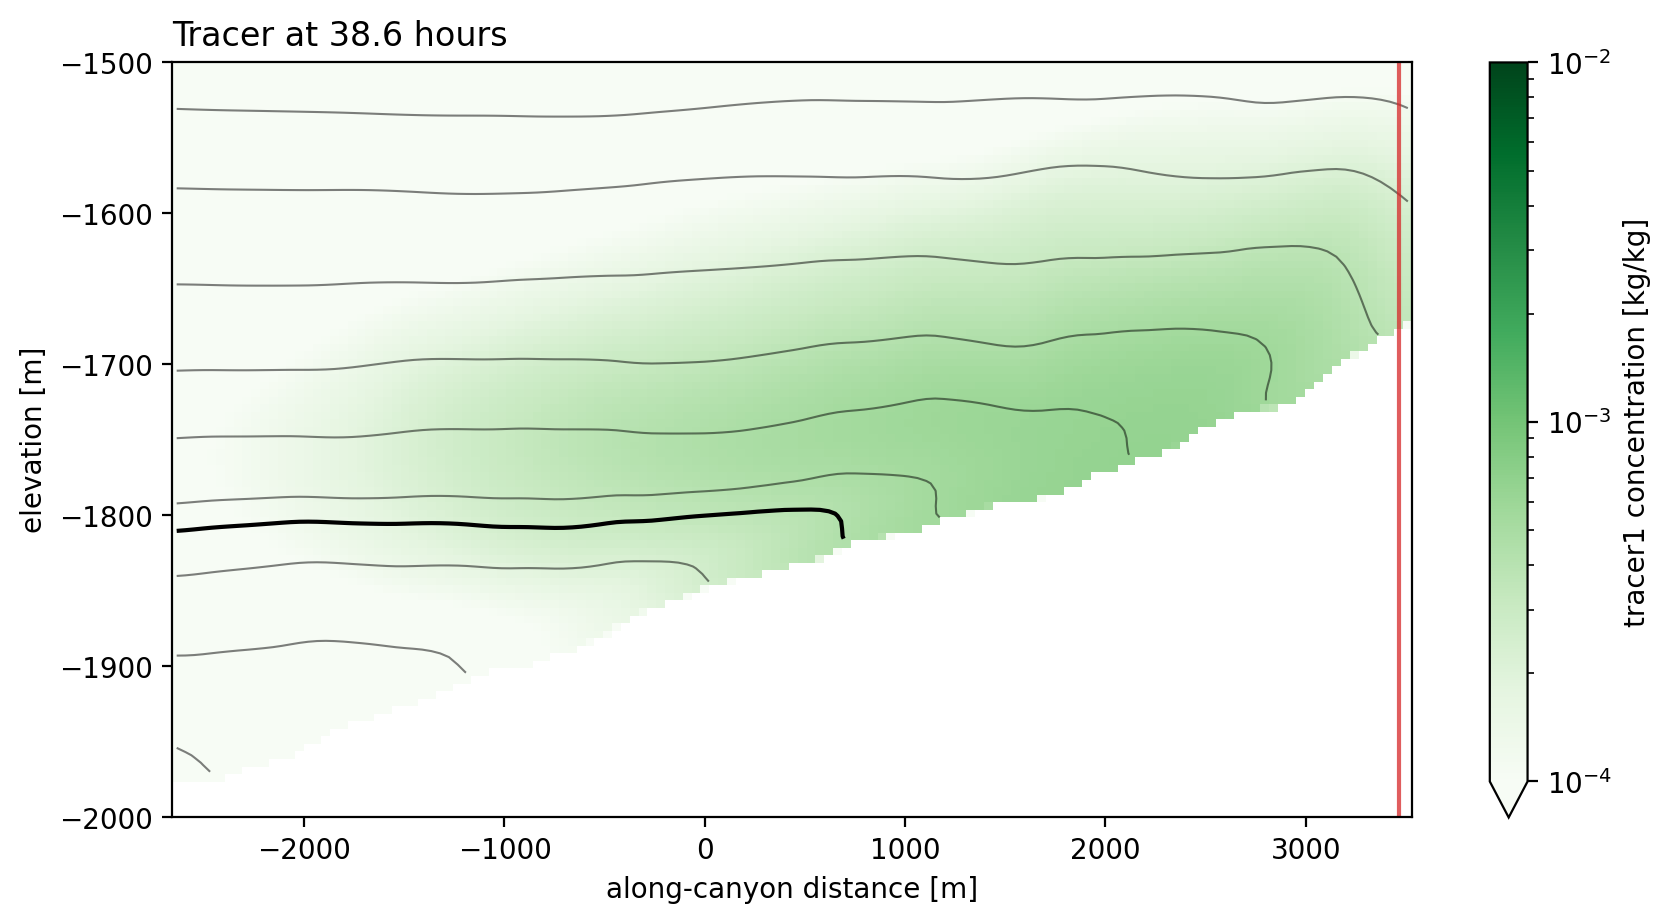 Tracer at 38.6 hours
−1500
−1600
−1700
−1800
−1900
−2000
elevation [m]
−2000 −1000 0 1000 2000 3000
along-canyon distance [m]
10⁻²
10⁻³
10⁻⁴
tracer1 concentration [kg/kg]